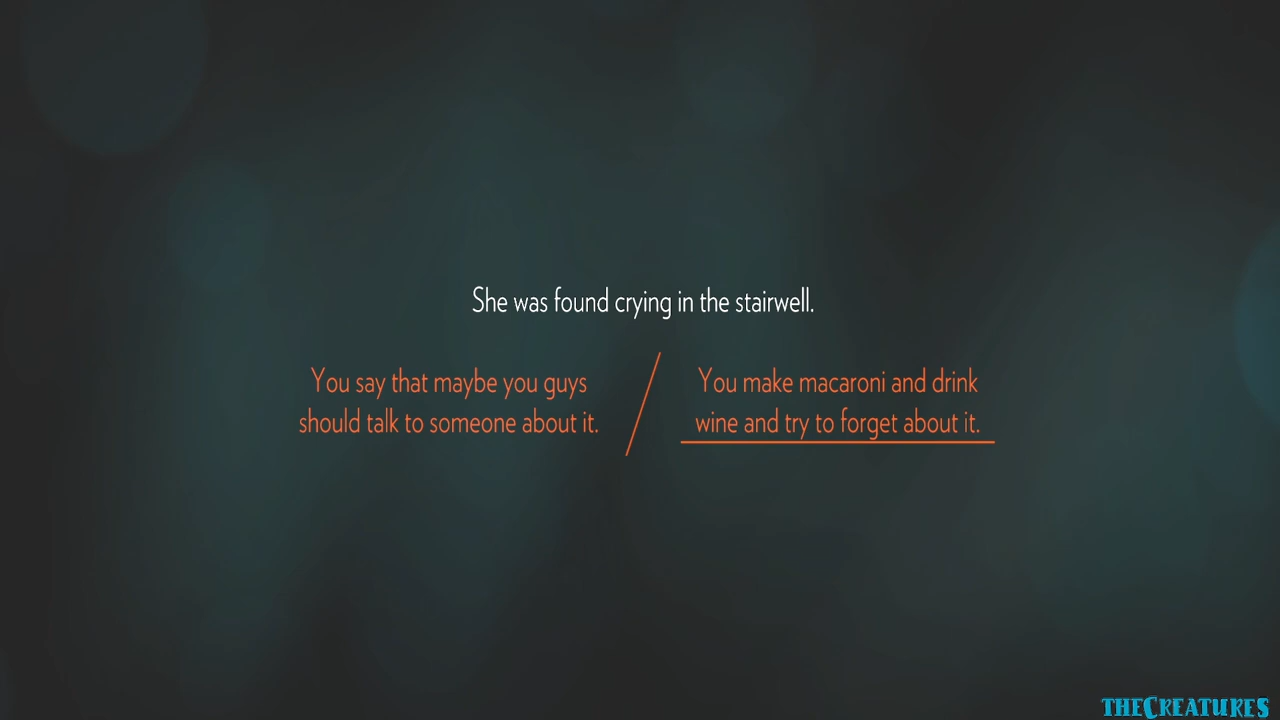 She was found crying in the stairwell.
You say that maybe you guys
should talk to someone about it.
You make macaroni and drink
wine and try to forget about it.
THECREATURES